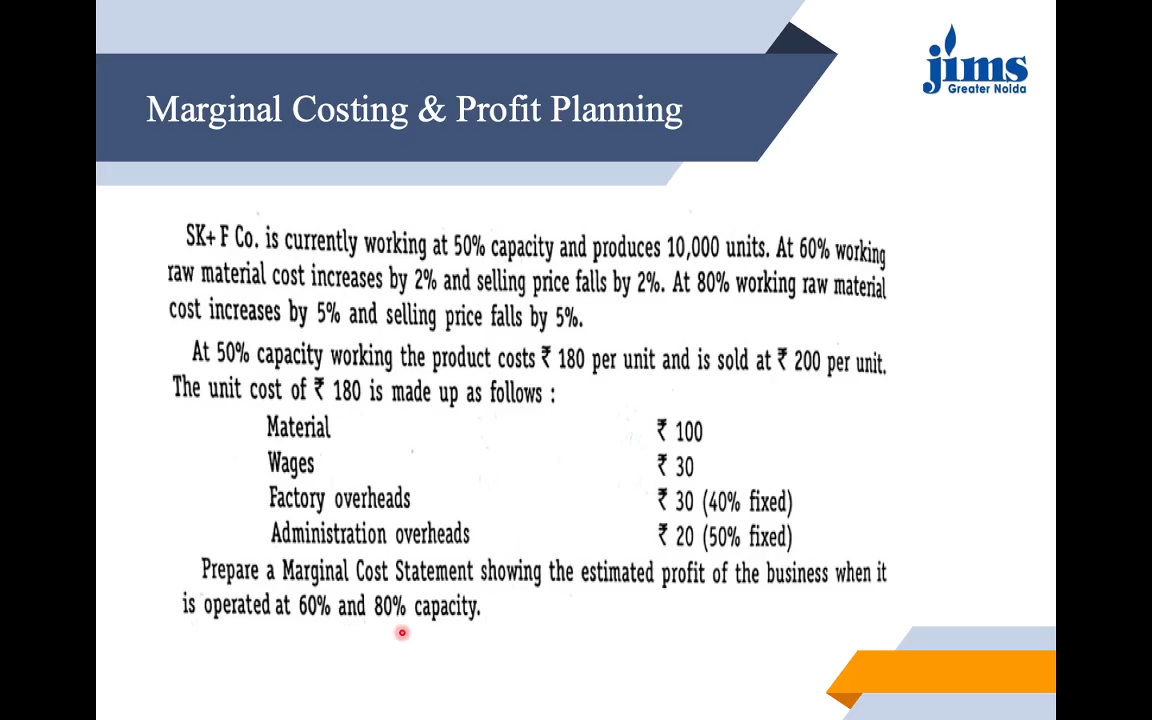 jims
Greater Noida
Marginal Costing & Profit Planning
SK+ F Co. is currently working at 50% capacity and produces 10,000 units. At 60% working
raw material cost increases by 2% and selling price falls by 2%. At 80% working raw material
cost increases by 5% and selling price falls by 5%.
At 50% capacity working the product costs ₹ 180 per unit and is sold at ₹ 200 per unit.
The unit cost of ₹ 180 is made up as follows :
Material ₹ 100
Wages ₹ 30
Factory overheads ₹ 30 (40% fixed)
Administration overheads ₹ 20 (50% fixed)
Prepare a Marginal Cost Statement showing the estimated profit of the business when it
is operated at 60% and 80% capacity.